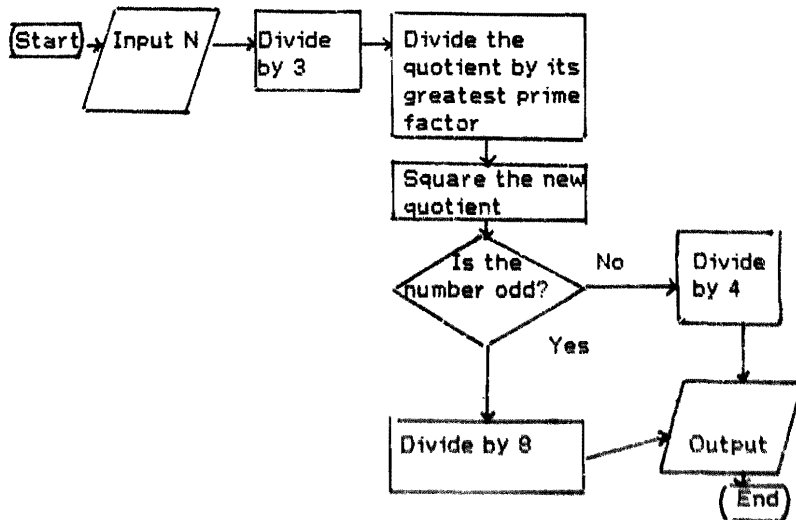 Start
Input N
Divide
by 3
Divide the
quotient by its
greatest prime
factor
Square the new
quotient
Is the
number odd?
No
Divide
by 4
Yes
Divide by 8
Output
End